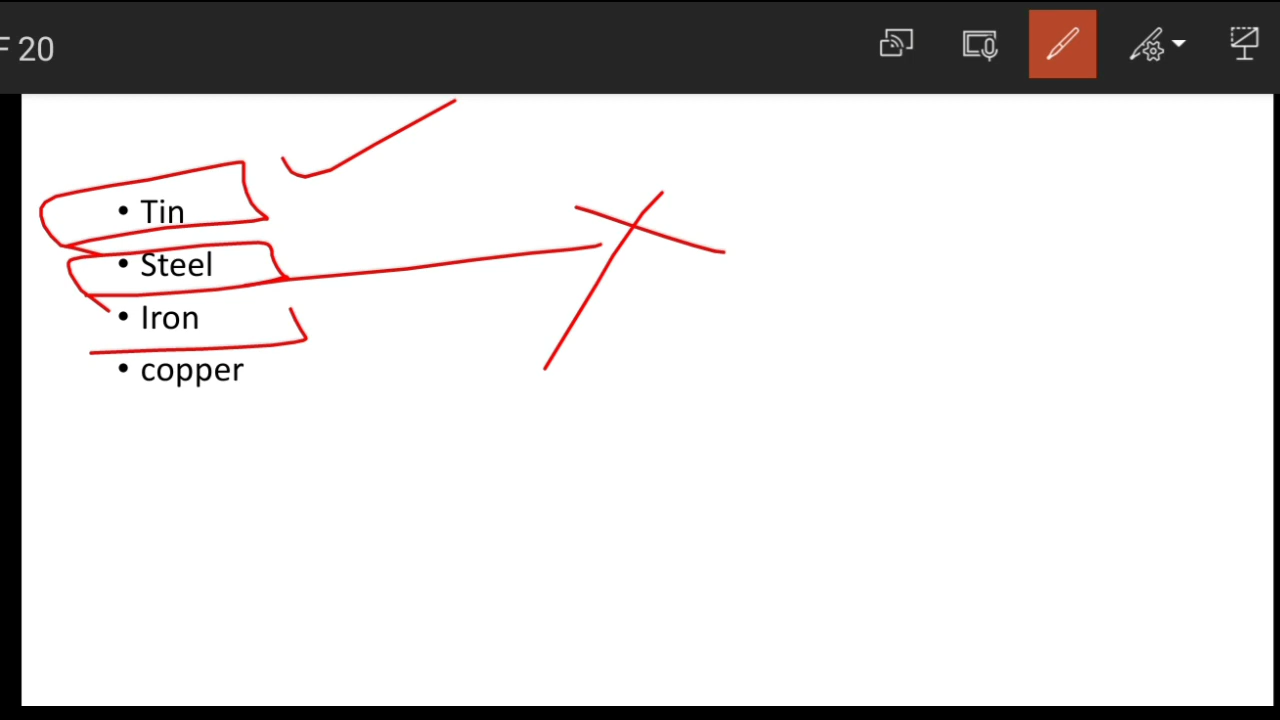 F 20
• Tin
• Steel
• Iron
• copper